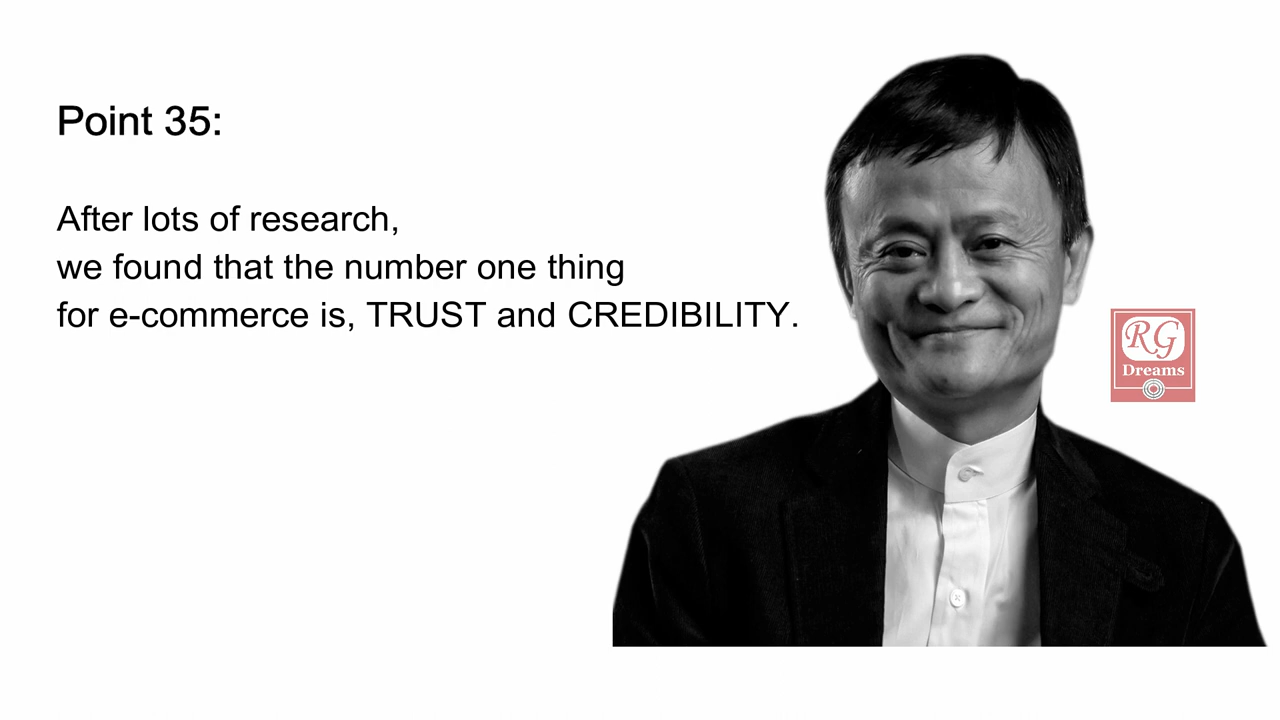 Point 35:
After lots of research,
we found that the number one thing
for e-commerce is, TRUST and CREDIBILITY.
RG
Dreams